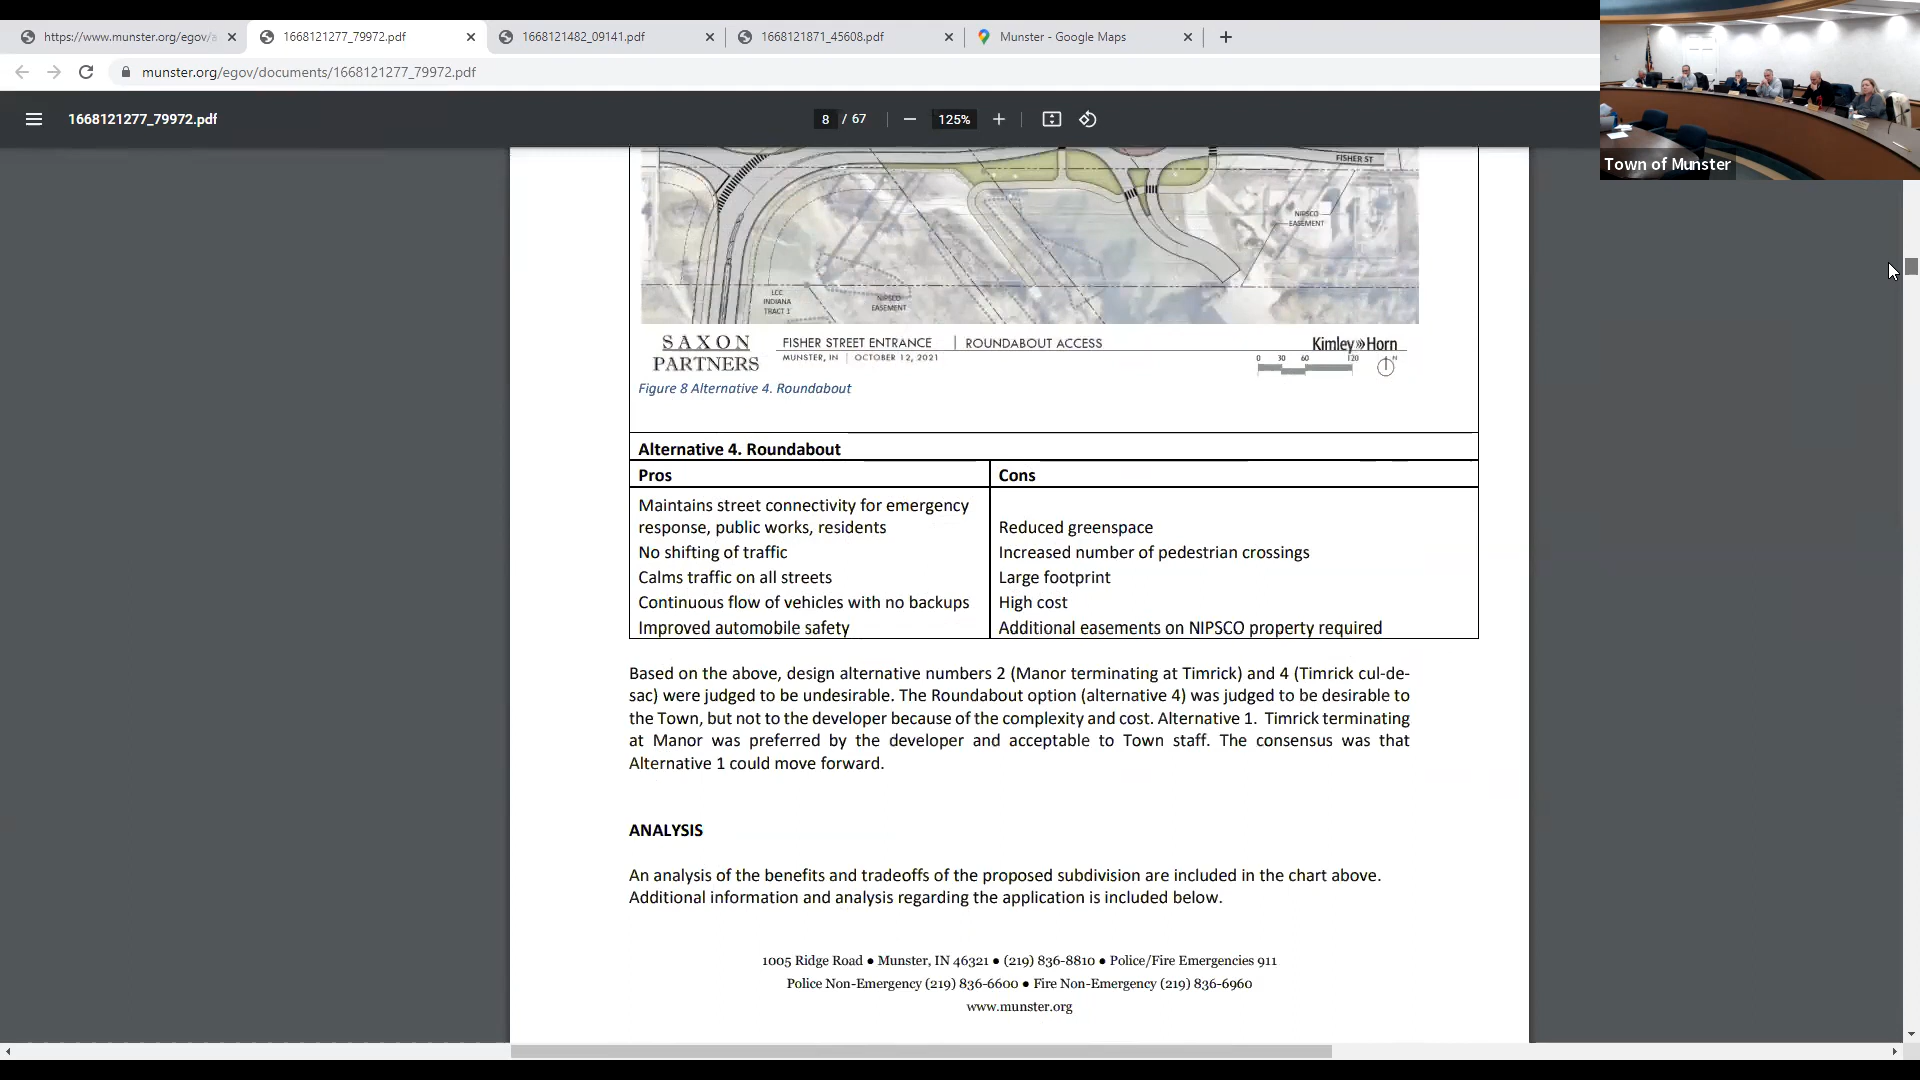 https://www.munster.org/egov/a
1668121277_79972.pdf
1668121482_09141.pdf
1668121871_45608.pdf
Munster - Google Maps
munster.org/egov/documents/1668121277_79972.pdf
1668121277_79972.pdf
8 / 67
125%
Town of Munster
FISHER ST
NIPSCO
EASEMENT
LCC
INDIANA
TRACT 1
NIPSCO
EASEMENT
SAXON
PARTNERS
FISHER STREET ENTRANCE | ROUNDABOUT ACCESS
MUNSTER, IN | OCTOBER 12, 2021
Kimley»Horn
0 30 60 120
N
Figure 8 Alternative 4. Roundabout
Alternative 4. Roundabout
Pros
Cons
Maintains street connectivity for emergency
response, public works, residents
Reduced greenspace
No shifting of traffic
Increased number of pedestrian crossings
Calms traffic on all streets
Large footprint
Continuous flow of vehicles with no backups
High cost
Improved automobile safety
Additional easements on NIPSCO property required
Based on the above, design alternative numbers 2 (Manor terminating at Timrick) and 4 (Timrick cul-de-
sac) were judged to be undesirable. The Roundabout option (alternative 4) was judged to be desirable to
the Town, but not to the developer because of the complexity and cost. Alternative 1. Timrick terminating
at Manor was preferred by the developer and acceptable to Town staff. The consensus was that
Alternative 1 could move forward.
ANALYSIS
An analysis of the benefits and tradeoffs of the proposed subdivision are included in the chart above.
Additional information and analysis regarding the application is included below.
1005 Ridge Road ● Munster, IN 46321 ● (219) 836-8810 ● Police/Fire Emergencies 911
Police Non-Emergency (219) 836-6600 ● Fire Non-Emergency (219) 836-6960
www.munster.org